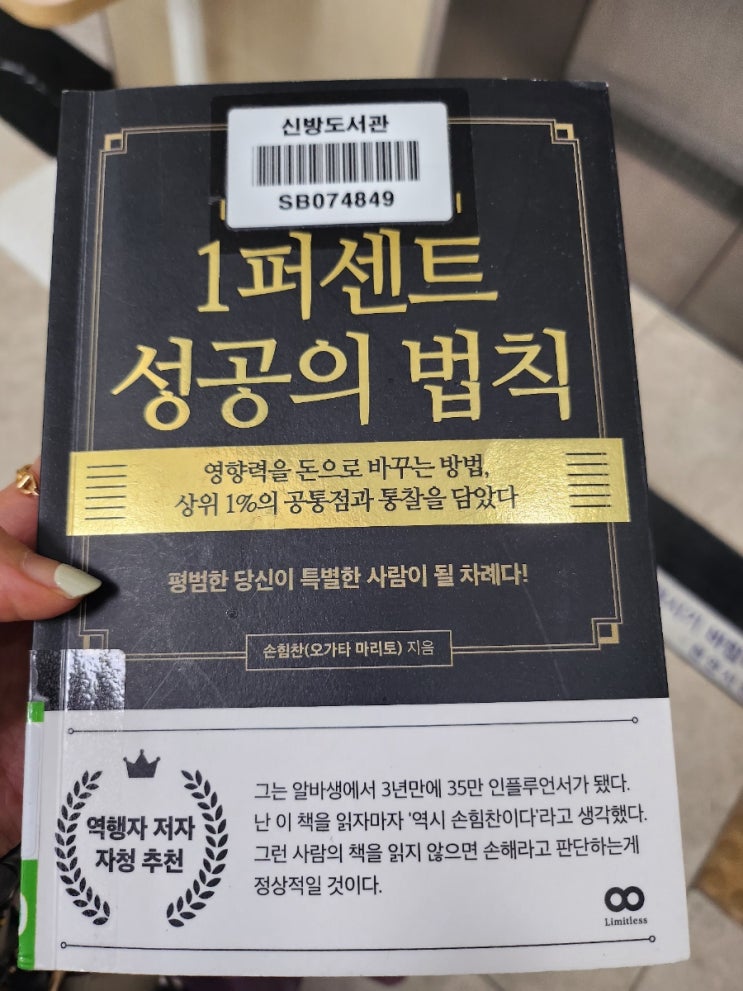 신방도서관
SB074849
1퍼센트
성공의 법칙
영향력을 돈으로 바꾸는 방법,
상위 1%의 공통점과 통찰을 담았다
평범한 당신이 특별한 사람이 될 차례다!
손힘찬(오가타 마리토) 지음
역행자 저자
자청 추천
그는 알바생에서 3년만에 35만 인플루언서가 됐다.
난 이 책을 읽자마자 '역시 손힘찬이다'라고 생각했다.
그런 사람의 책을 읽지 않으면 손해라고 판단하는게
정상적일 것이다.
Limitless